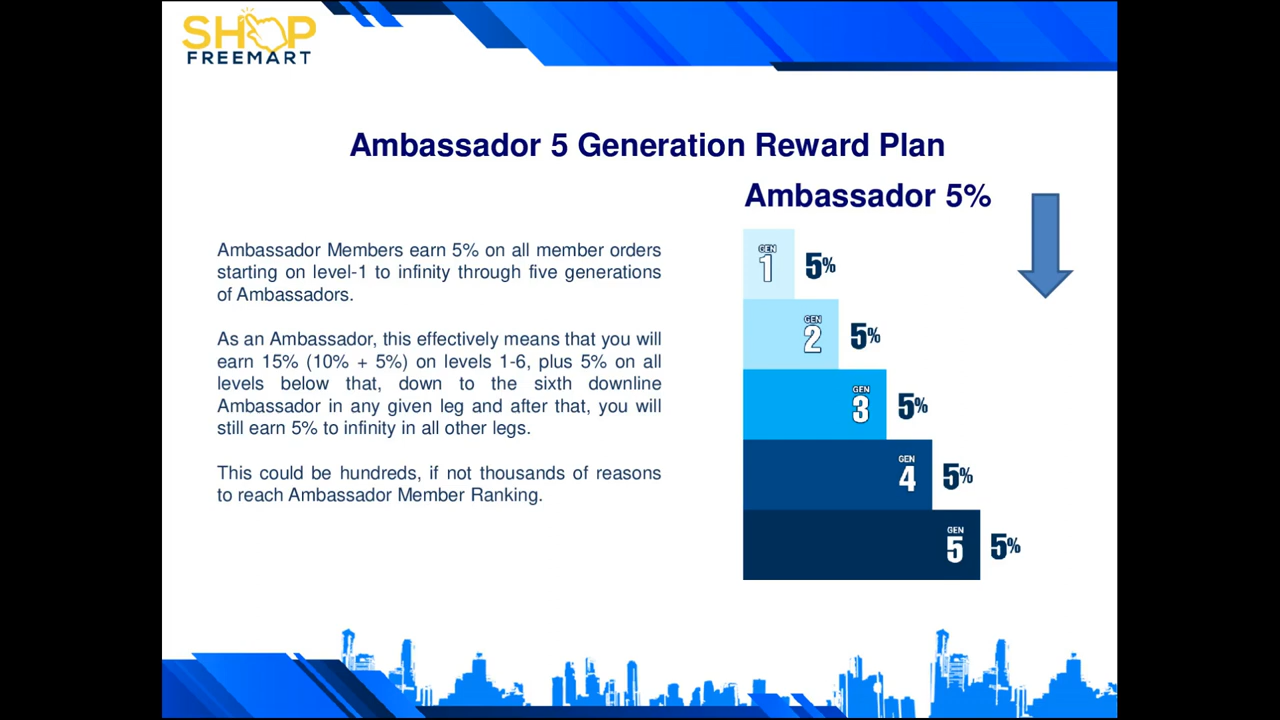 SHOP
FREEMART
Ambassador 5 Generation Reward Plan
Ambassador 5%
Ambassador Members earn 5% on all member orders
starting on level-1 to infinity through five generations
of Ambassadors.
As an Ambassador, this effectively means that you will
earn 15% (10% + 5%) on levels 1-6, plus 5% on all
levels below that, down to the sixth downline
Ambassador in any given leg and after that, you will
still earn 5% to infinity in all other legs.
This could be hundreds, if not thousands of reasons
to reach Ambassador Member Ranking.
GEN
1 5%
GEN
2 5%
GEN
3 5%
GEN
4 5%
GEN
5 5%